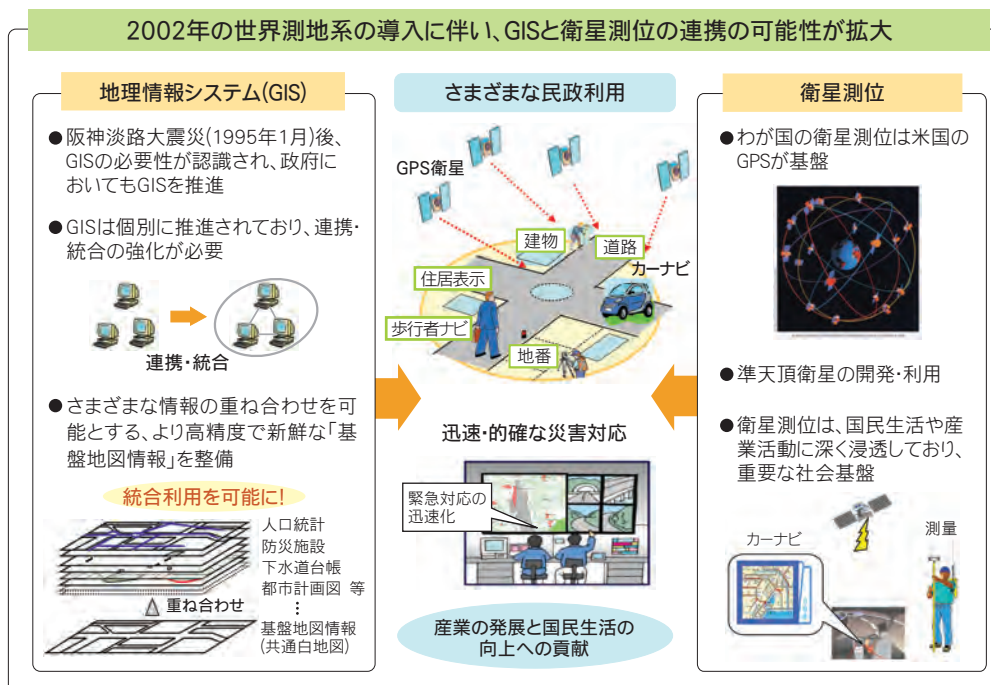 2002年の世界測地系の導入に伴い、GISと衛星測位の連携の可能性が拡大
地理情報システム(GIS)
●阪神淡路大震災(1995年1月)後、
GISの必要性が認識され、政府に
おいてもGISを推進
●GISは個別に推進されており、連携・
統合の強化が必要
連携・統合
●さまざまな情報の重ね合わせを可
能とする、より高精度で新鮮な「基
盤地図情報」を整備
統合利用を可能に!
人口統計
防災施設
下水道台帳
都市計画図 等
⋮
重ね合わせ
基盤地図情報
(共通白地図)
さまざまな民政利用
GPS衛星
建物
道路
住居表示
カーナビ
歩行者ナビ
地番
迅速・的確な災害対応
緊急対応の
迅速化
産業の発展と国民生活の
向上への貢献
衛星測位
●わが国の衛星測位は米国の
GPSが基盤
●準天頂衛星の開発・利用
●衛星測位は、国民生活や産
業活動に深く浸透しており、
重要な社会基盤
カーナビ
測量